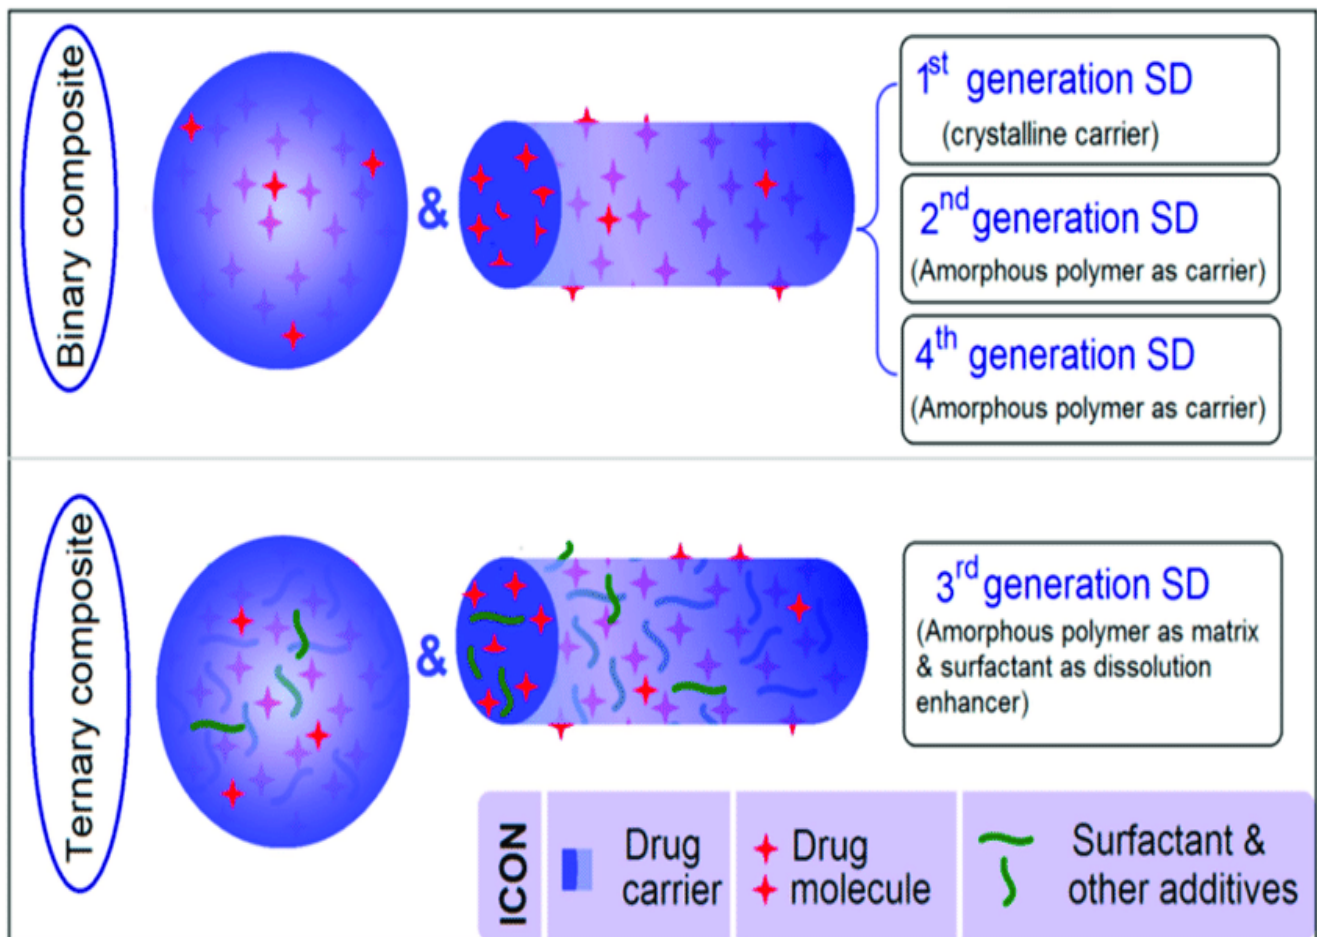 Binary composite
&
1st generation SD
(crystalline carrier)
2nd generation SD
(Amorphous polymer as carrier)
4th generation SD
(Amorphous polymer as carrier)
Ternary composite
&
3rd generation SD
(Amorphous polymer as matrix
& surfactant as dissolution
enhancer)
ICON
Drug
carrier
Drug
molecule
Surfactant &
other additives